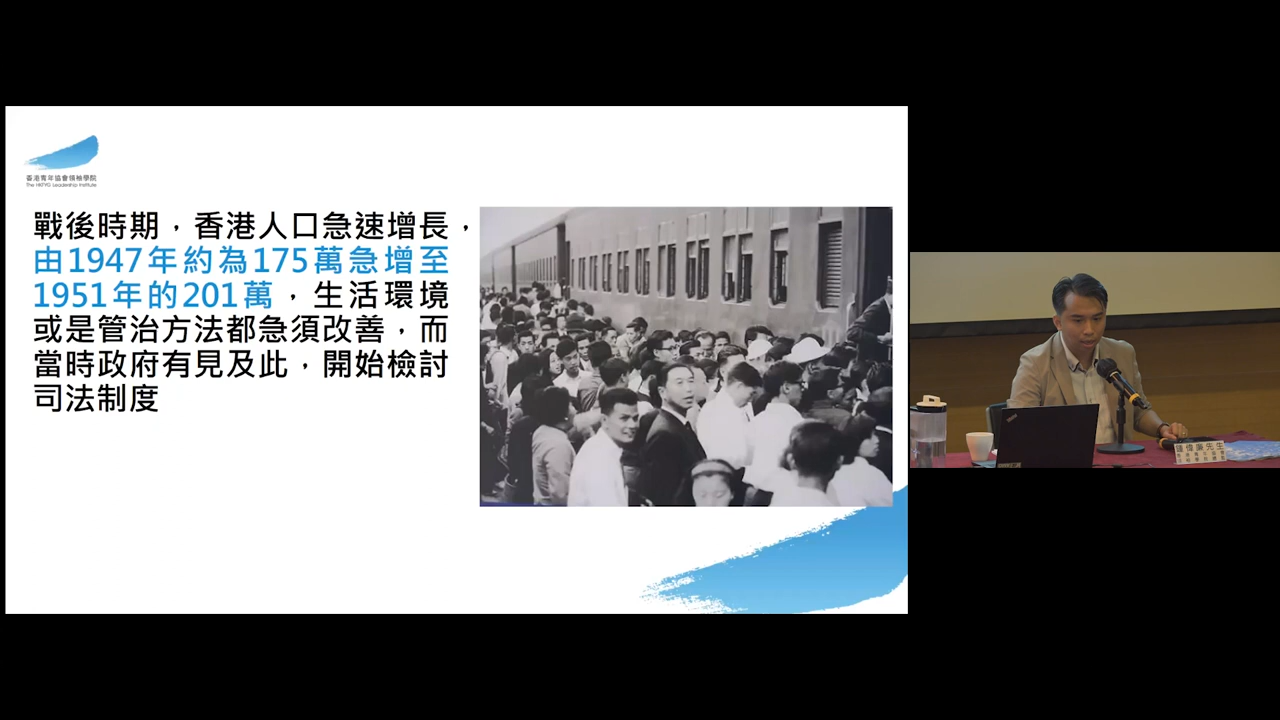 香港青年協會領袖學院
The HKFYG Leadership Institute
戰後時期，香港人口急速增長，
由1947年約為175萬急增至
1951年的201萬，生活環境
或是管治方法都急須改善，而
當時政府有見及此，開始檢討
司法制度
ThinkPad